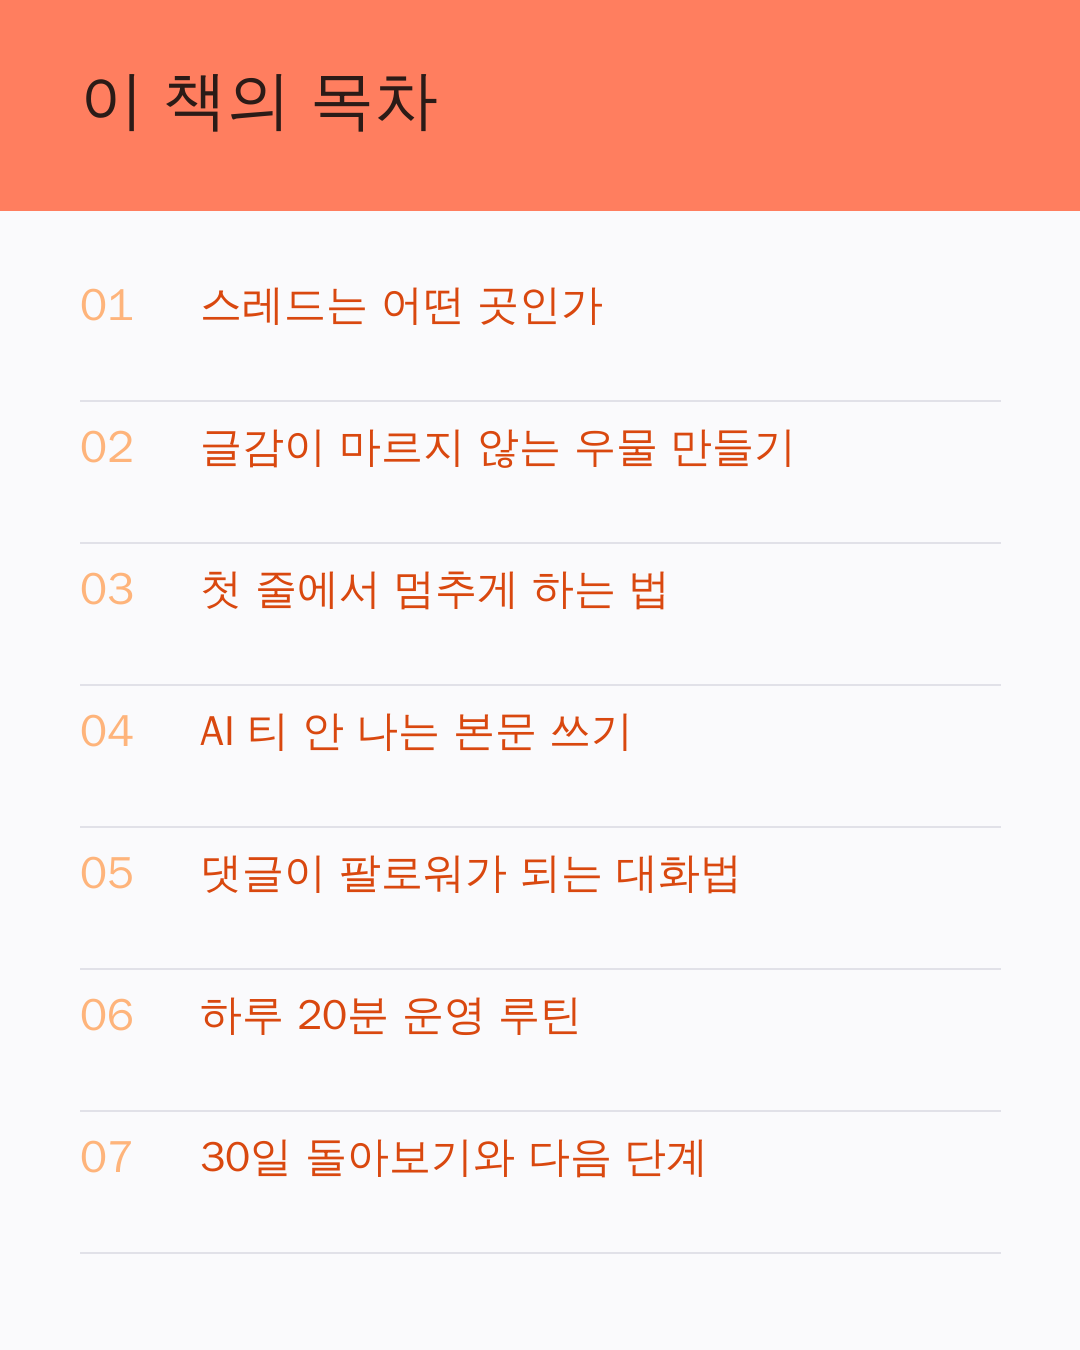 이 책의 목차
01 스레드는 어떤 곳인가
02 글감이 마르지 않는 우물 만들기
03 첫 줄에서 멈추게 하는 법
04 AI 티 안 나는 본문 쓰기
05 댓글이 팔로워가 되는 대화법
06 하루 20분 운영 루틴
07 30일 돌아보기와 다음 단계